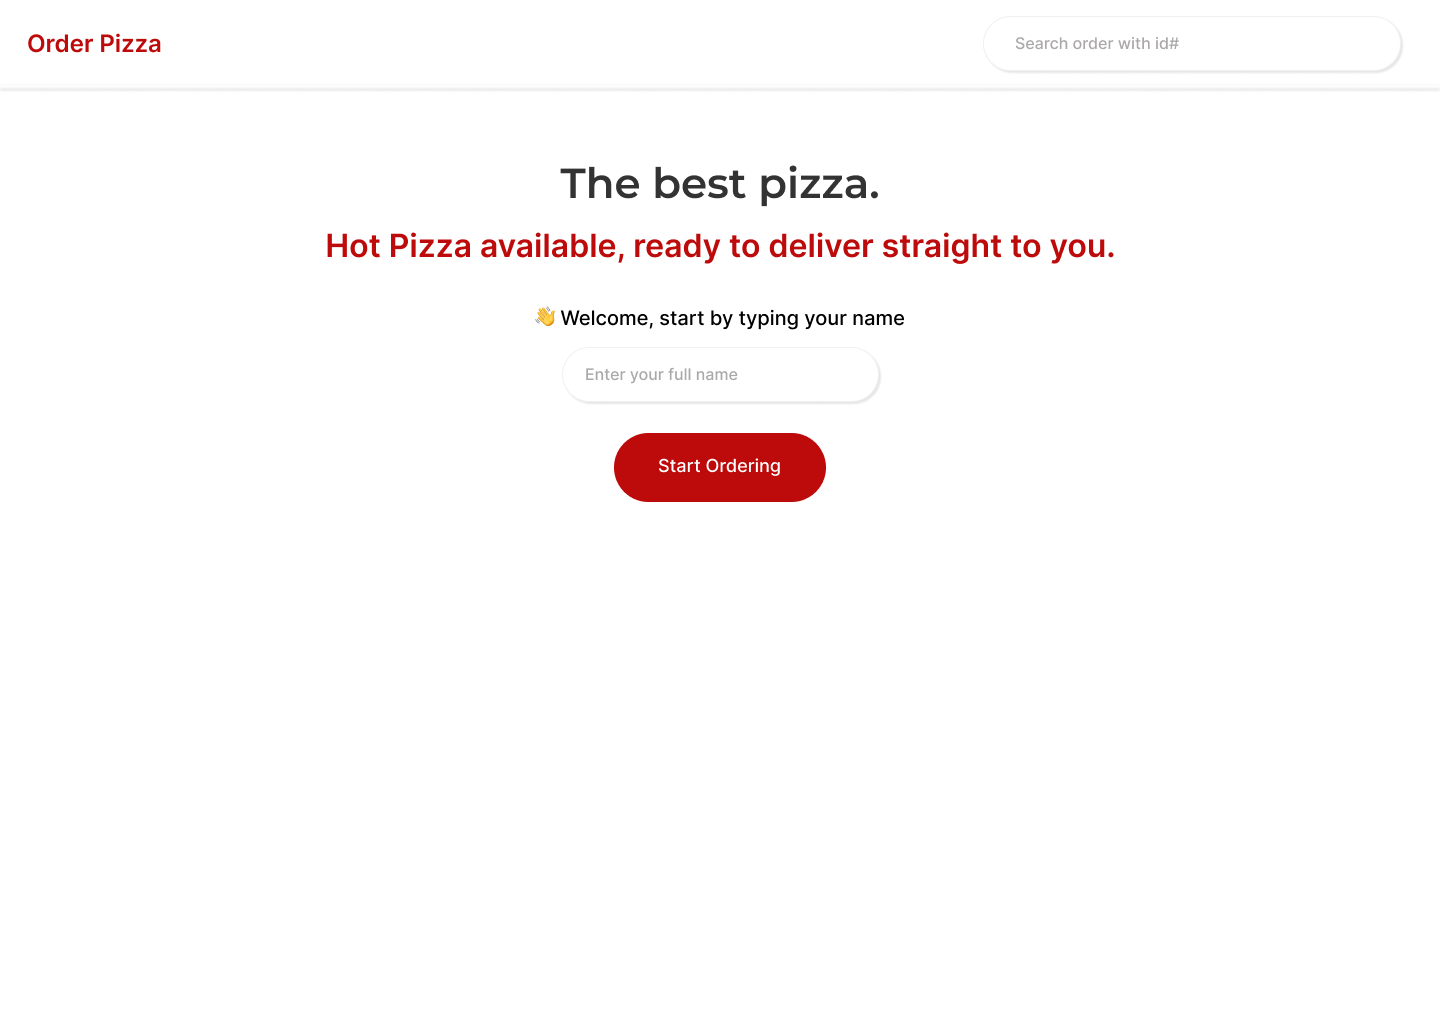 Order Pizza
Search order with id#
The best pizza.
Hot Pizza available, ready to deliver straight to you.
👋 Welcome, start by typing your name
Enter your full name
Start Ordering